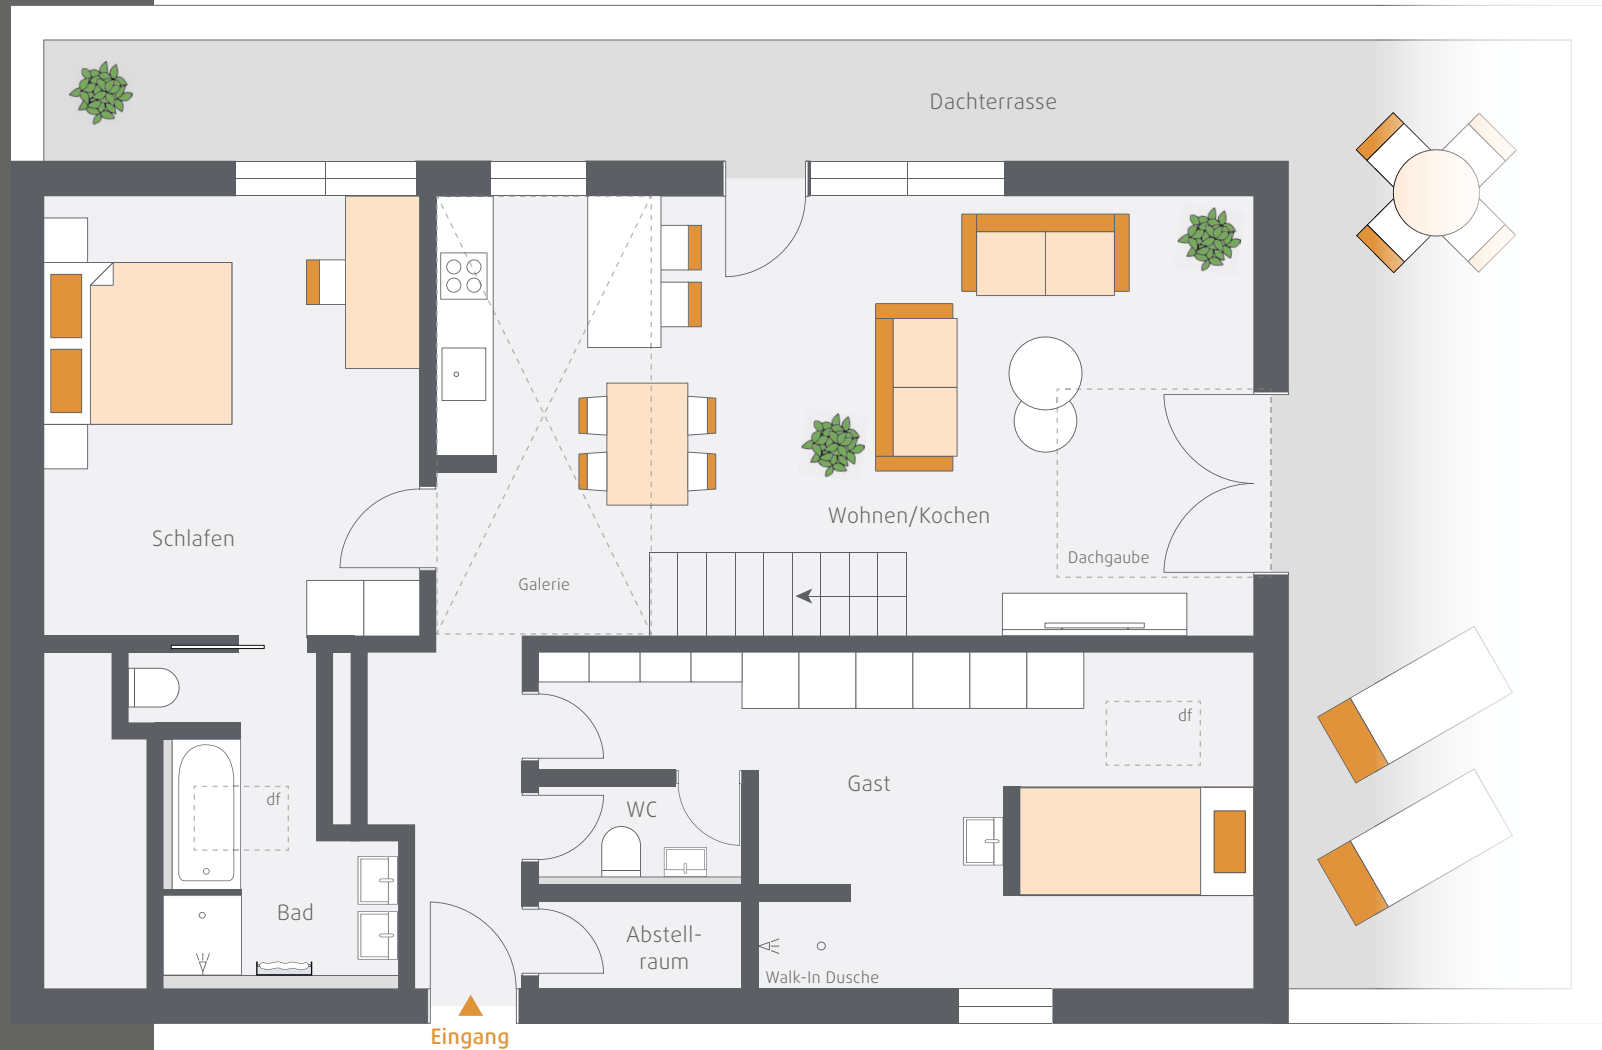 Dachterrasse
Wohnen/Kochen
Schlafen
Dachgaube
Galerie
df
Gast
df
WC
Bad
Abstell-
raum
Walk-In Dusche
Eingang